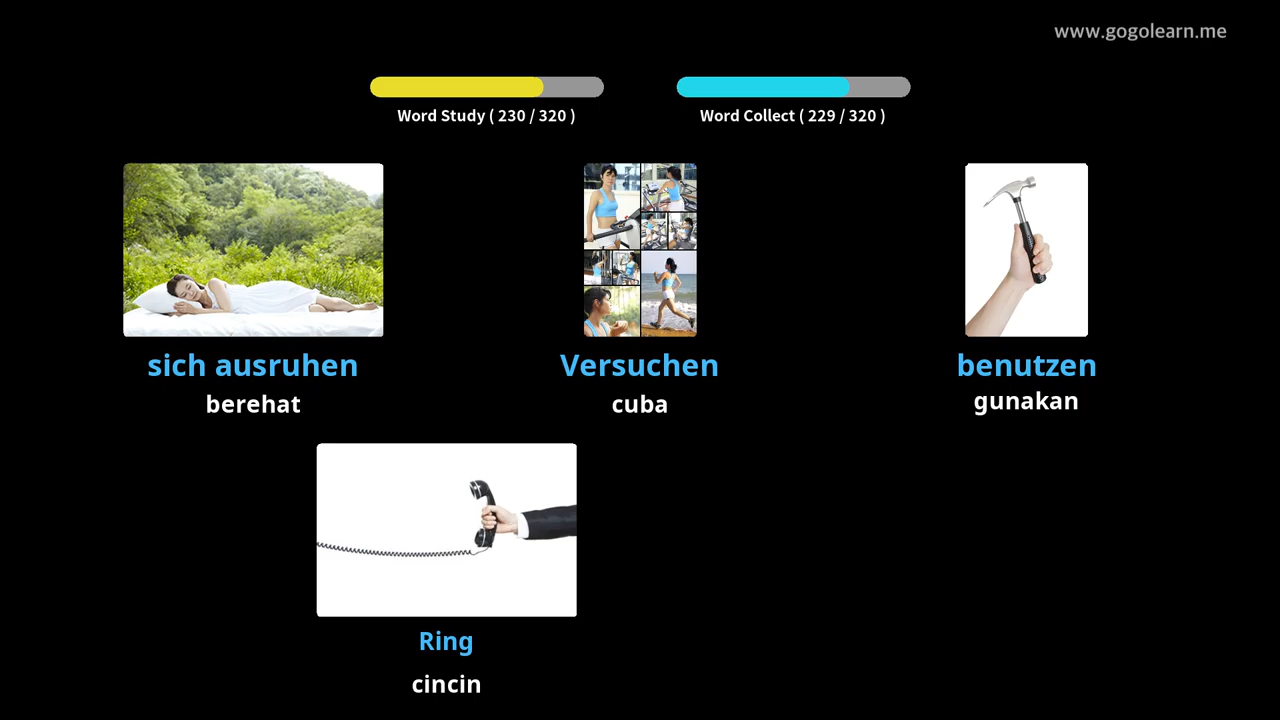 www.gogolearn.me
Word Study ( 230 / 320 )
Word Collect ( 229 / 320 )
sich ausruhen
berehat
Versuchen
cuba
benutzen
gunakan
Ring
cincin